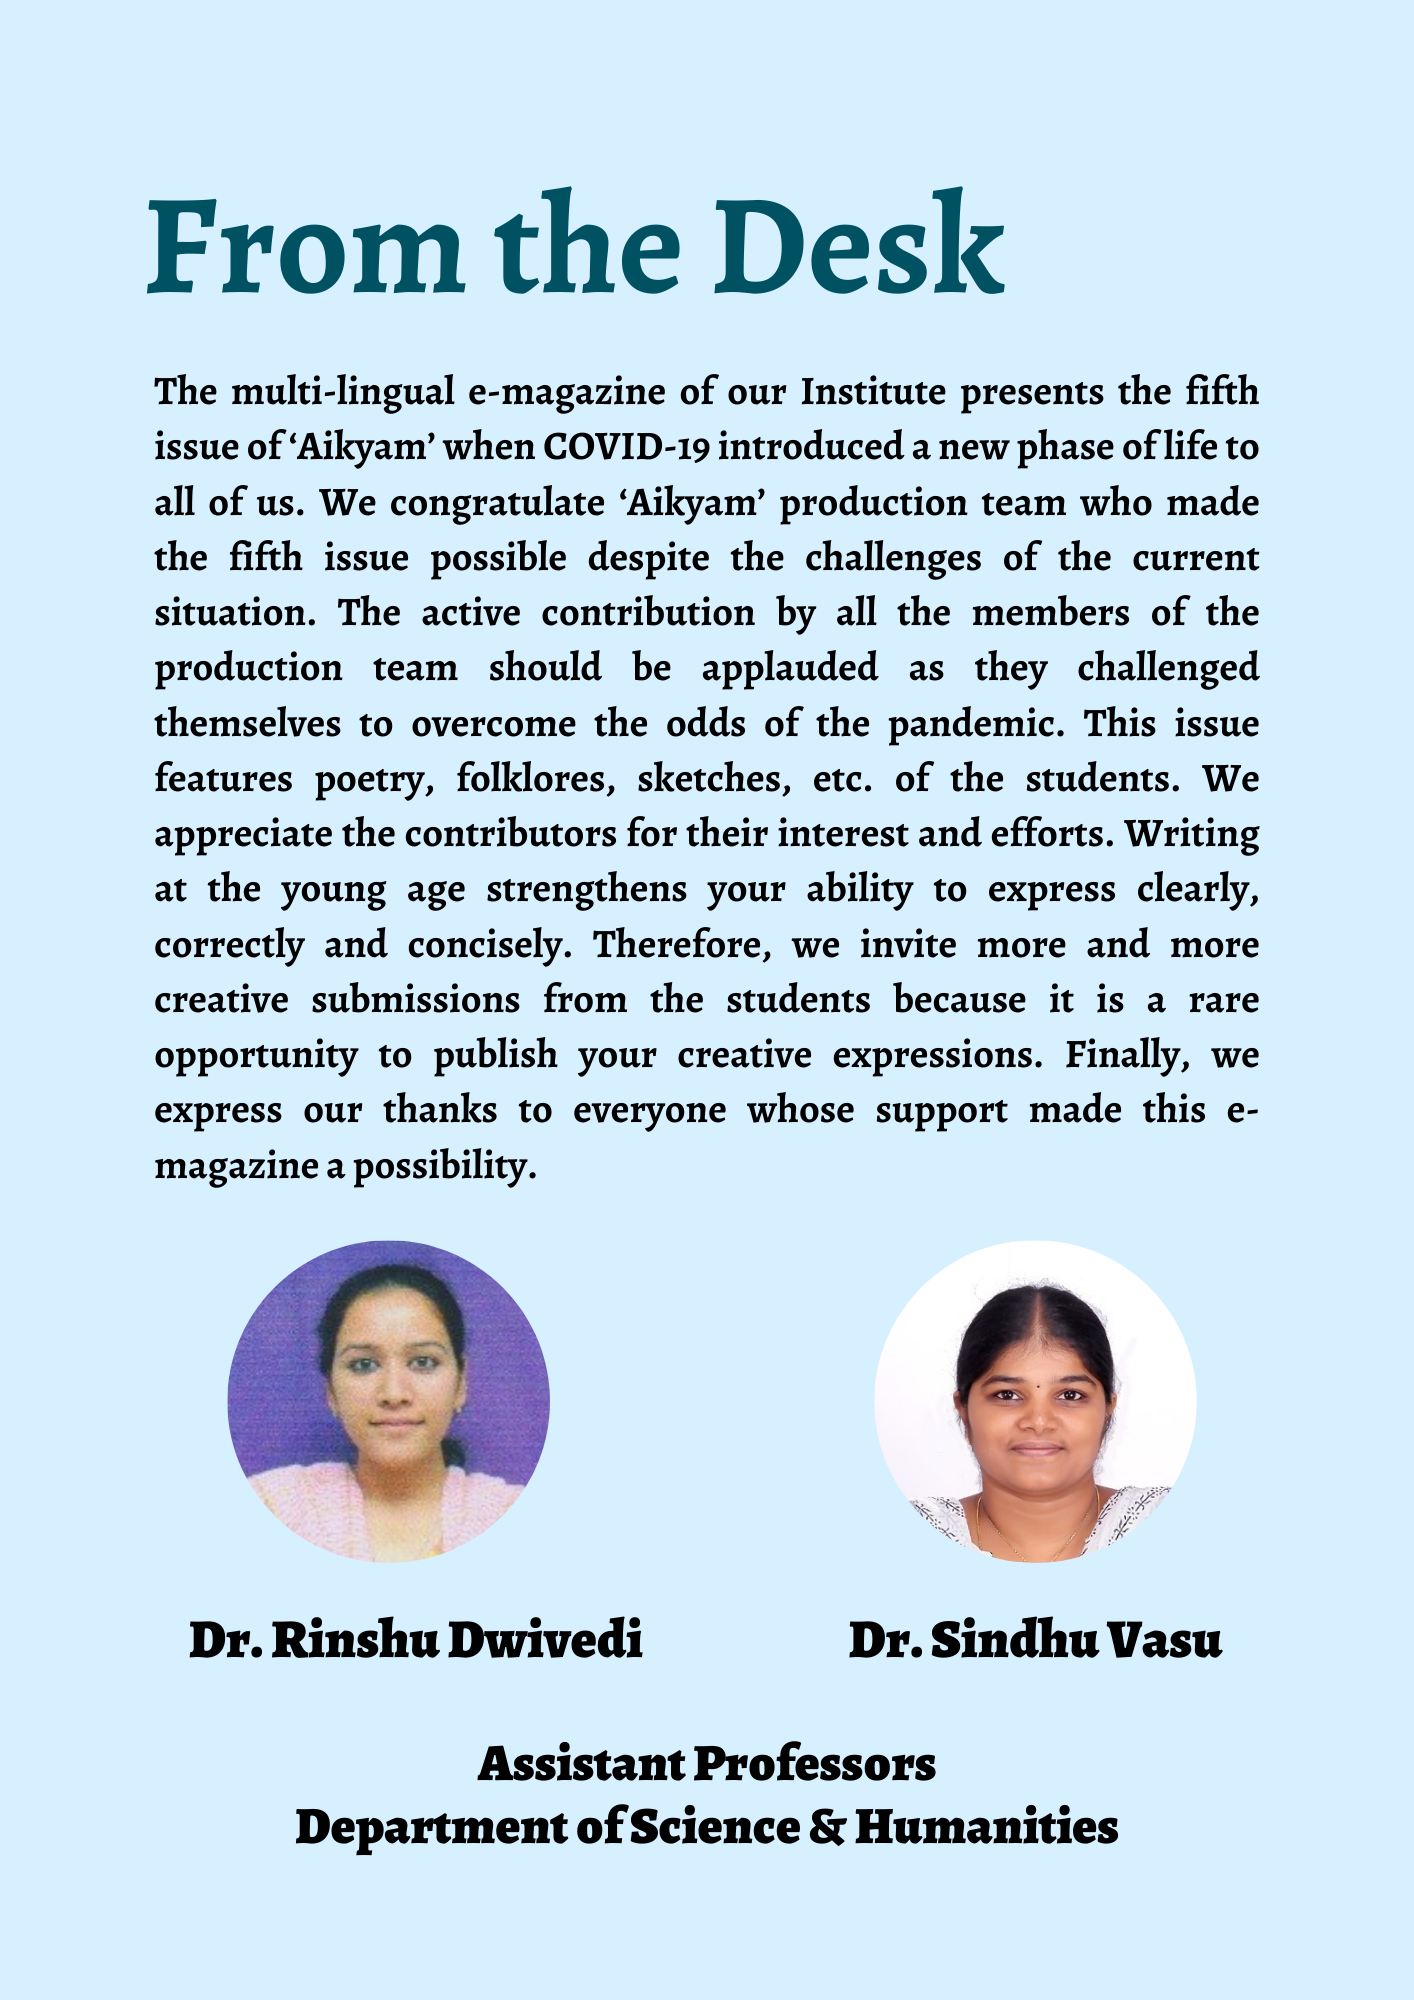 From the Desk
The multi-lingual e-magazine of our Institute presents the fifth
issue of ‘Aikyam’ when COVID-19 introduced a new phase of life to
all of us. We congratulate ‘Aikyam’ production team who made
the fifth issue possible despite the challenges of the current
situation. The active contribution by all the members of the
production team should be applauded as they challenged
themselves to overcome the odds of the pandemic. This issue
features poetry, folklores, sketches, etc. of the students. We
appreciate the contributors for their interest and efforts. Writing
at the young age strengthens your ability to express clearly,
correctly and concisely. Therefore, we invite more and more
creative submissions from the students because it is a rare
opportunity to publish your creative expressions. Finally, we
express our thanks to everyone whose support made this e-
magazine a possibility.
Dr. Rinshu Dwivedi
Dr. Sindhu Vasu
Assistant Professors
Department of Science & Humanities